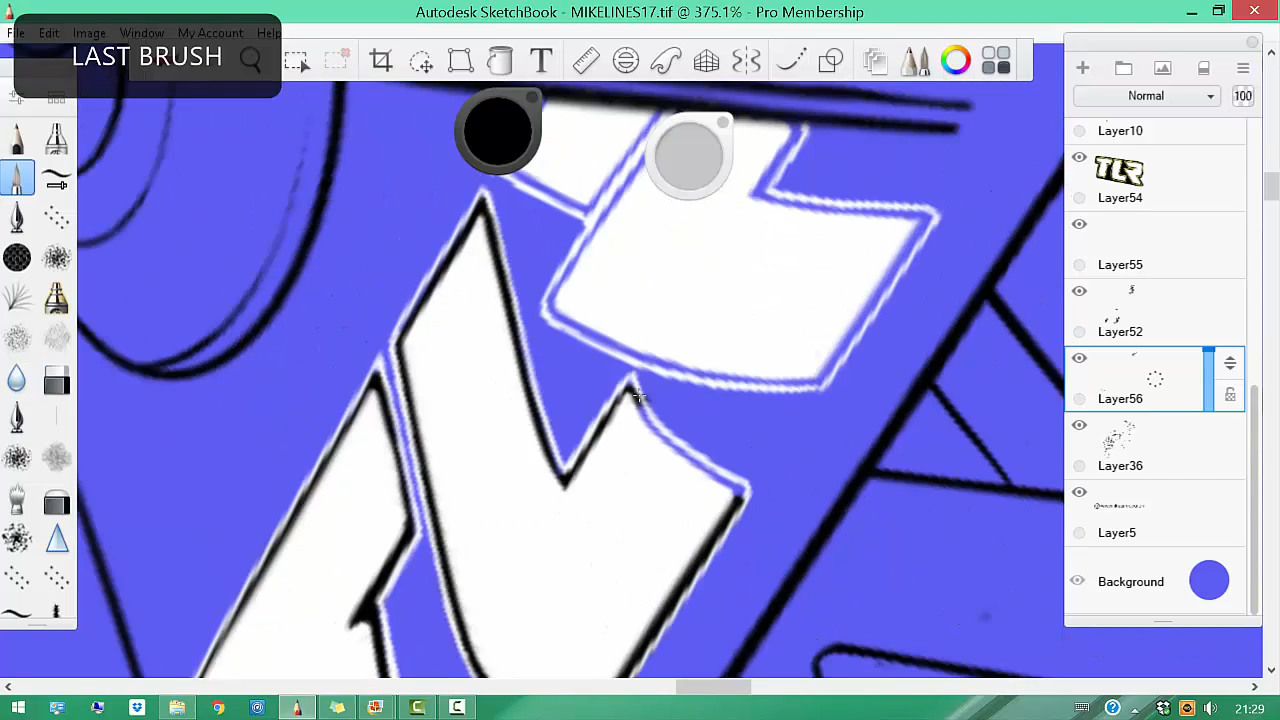 Autodesk SketchBook - MIKELINES17.tif @ 375.1% - Pro Membership
File Edit Image Window My Account Help
LAST BRUSH
T
Normal
100
Layer10
TLR
Layer54
Layer55
Layer52
Layer56
Layer36
Layer5
Background
21:29